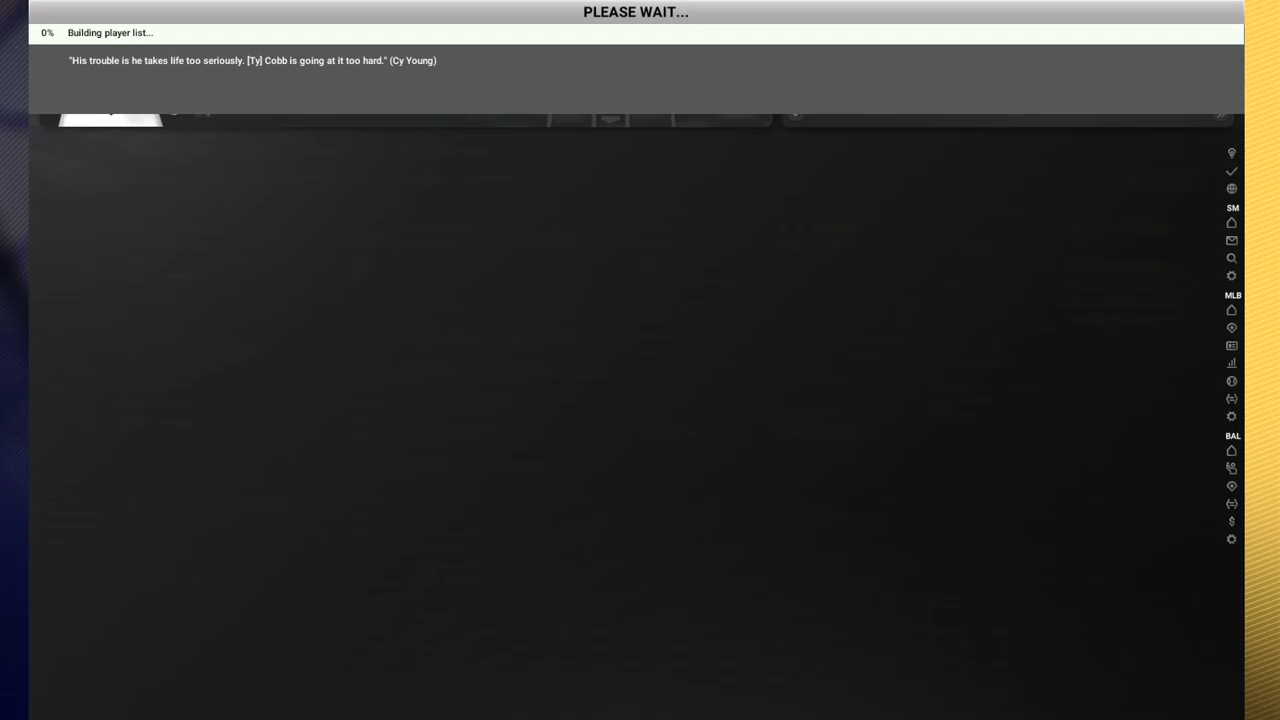 PLEASE WAIT...
0% Building player list...
"His trouble is he takes life too seriously. [Ty] Cobb is going at it too hard." (Cy Young)
SM
MLB
BAL